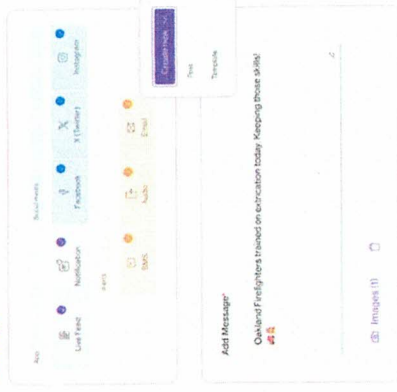 App
Social media
Live Feed
Notification
Facebook
X (Twitter)
Instagram
Alerts
SMS
Audio
Email
Create new
Post
Template
Add Message*
Oakland Firefighters trained on extrication today. Keeping those skills!
Images (1)